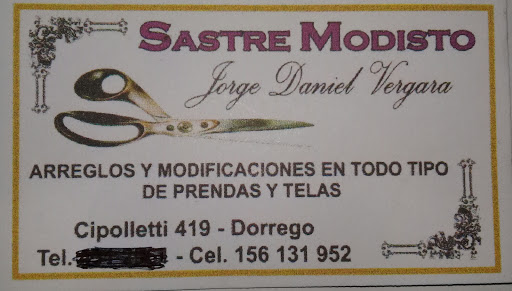 SASTRE MODISTO
Jorge Daniel Vergara
ARREGLOS Y MODIFICACIONES EN TODO TIPO
DE PRENDAS Y TELAS
Cipolletti 419 - Dorrego
Tel. - Cel. 156 131 952